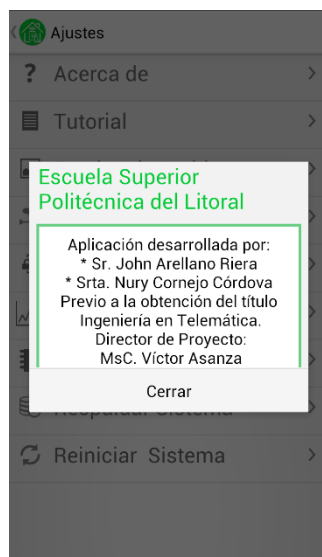 Ajustes
? Acerca de
Tutorial
Escuela Superior
Politécnica del Litoral
Aplicación desarrollada por:
* Sr. John Arellano Riera
* Srta. Nury Cornejo Córdova
Previo a la obtención del título
Ingeniería en Telemática.
Director de Proyecto:
MsC. Víctor Asanza
Cerrar
Sistema
Reiniciar Sistema